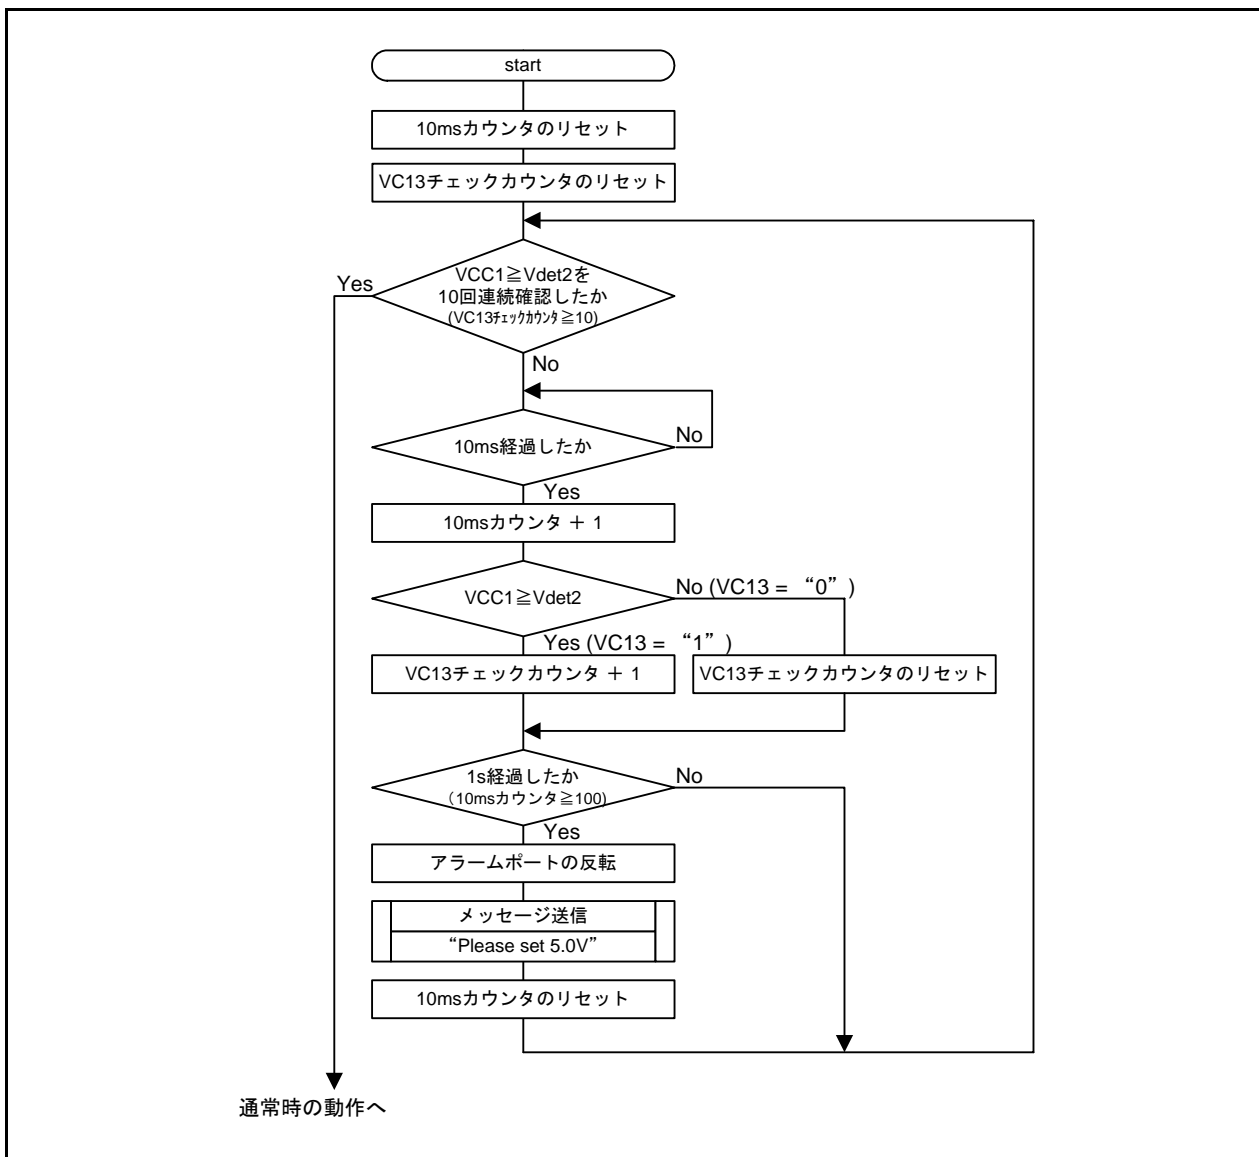 start
10msカウンタのリセット
VC13チェックカウンタのリセット
VCC1≧Vdet2を
10回連続確認したか
(VC13ﾁｪｯｸｶｳﾝﾀ≧10)
Yes
No
10ms経過したか
No
Yes
10msカウンタ ＋ 1
VCC1≧Vdet2
No (VC13 = “0”)
Yes (VC13 = “1”)
VC13チェックカウンタ ＋ 1
VC13チェックカウンタのリセット
1s経過したか
（10msカウンタ≧100)
No
Yes
アラームポートの反転
メッセージ送信
“Please set 5.0V”
10msカウンタのリセット
通常時の動作へ